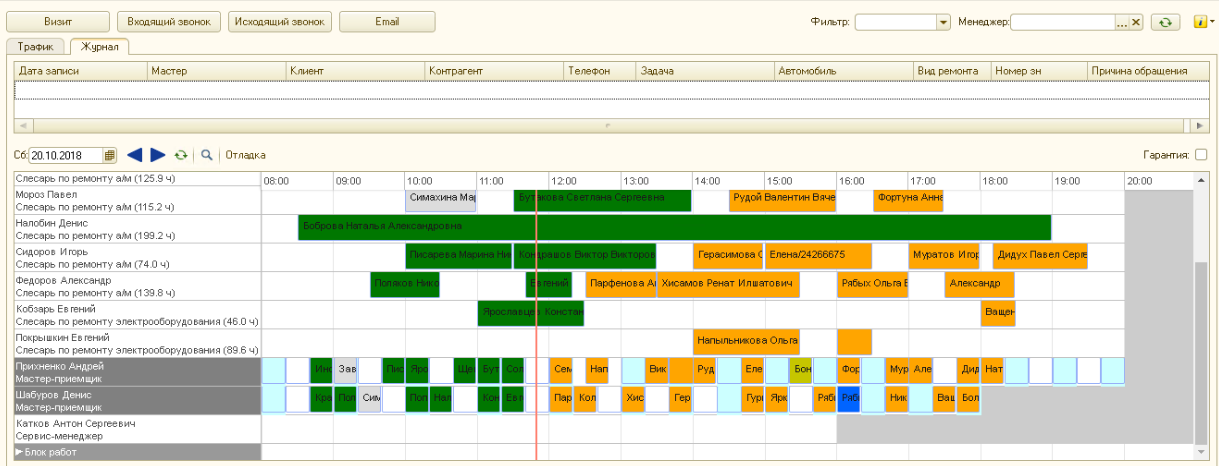 Визит Входящий звонок Исходящий звонок Email Фильтр: Менеджер: ...
Трафик Журнал
Дата записи Мастер Клиент Контрагент Телефон Задача Автомобиль Вид ремонта Номер зн Причина обращения
Сб: 20.10.2018 Отладка Гарантия:
Слесарь по ремонту а/м (125.9 ч) 08:00 09:00 10:00 11:00 12:00 13:00 14:00 15:00 16:00 17:00 18:00 19:00 20:00
Мороз Павел
Слесарь по ремонту а/м (115.2 ч)
Симахина Мар Бутакова Светлана Сергеевна Рудой Валентин Вяче Фортуна Анна
Налобин Денис
Слесарь по ремонту а/м (199.2 ч)
Боброва Наталья Александровна
Сидоров Игорь
Слесарь по ремонту а/м (74.0 ч)
Писарева Марина Ни Кондрашов Виктор Викторов Герасимова Елена/24266675 Муратов Игор Дидух Павел Серге
Федоров Александр
Слесарь по ремонту а/м (139.8 ч)
Поляков Нико Евгений Парфенова Хисамов Ренат Илшатович Рябых Ольга Александр
Кобзарь Евгений
Слесарь по ремонту электрооборудования (46.0 ч)
Ярославцев Констан Ващен
Покрышкин Евгений
Слесарь по ремонту электрооборудования (89.6 ч)
Напыльникова Ольга
Прихненко Андрей
Мастер-приемщик
Зав Пис Яро Бут Сол Сем Нап Вик Руд Еле Бон Фор Мур Але Дид Нат
Шабуров Денис
Мастер-приемщик
Кра Пол Сим Поп Нал Кон Евг Пар Кол Хис Гер Гур Ярк Ряб Ряб Ник Ващ Бол
Катков Антон Сергеевич
Сервис-менеджер
Блок работ